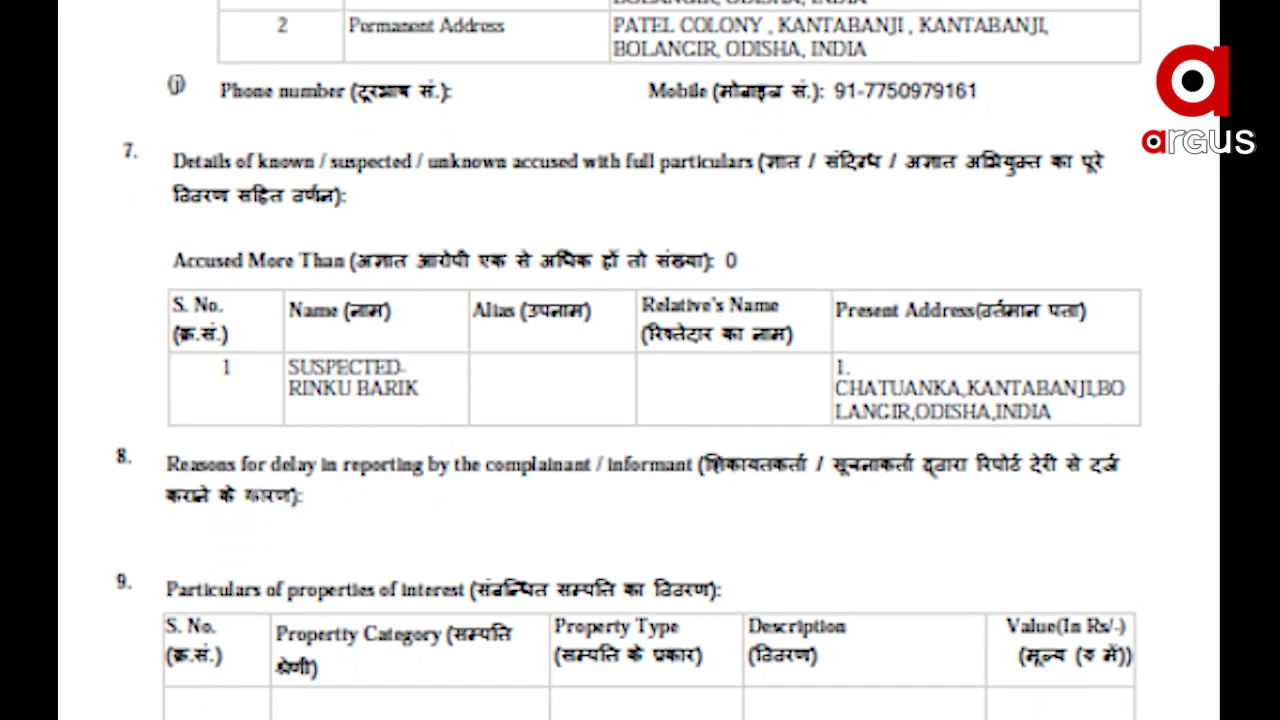 BOLANGIR, ODISHA, INDIA
2 Permanent Address PATEL COLONY , KANTABANJI , KANTABANJI,
BOLANGIR, ODISHA, INDIA
(j) Phone number (दूरभाष सं.): Mobile (मोबाइल सं.): 91-7750979161
argus
7. Details of known / suspected / unknown accused with full particulars (ज्ञात / संदिग्ध / अज्ञात अभियुक्त का पूरे
विवरण सहित वर्णन):
Accused More Than (अज्ञात आरोपी एक से अधिक हों तो संख्या): 0
S. No. (क्र.सं.) Name (नाम) Alias (उपनाम) Relative's Name (रिश्तेदार का नाम) Present Address(वर्तमान पता)
1 SUSPECTED- 1.
RINKU BARIK CHATUANKA,KANTABANJI,BO
LANGIR,ODISHA,INDIA
8. Reasons for delay in reporting by the complainant / informant (शिकायतकर्ता / सूचनाकर्ता द्वारा रिपोर्ट देरी से दर्ज
कराने के कारण):
9. Particulars of properties of interest (संबन्धित सम्पत्ति का विवरण):
S. No. Property Category (सम्पत्ति Property Type Description Value(In Rs/-)
(क्र.सं.) श्रेणी) (सम्पत्ति के प्रकार) (विवरण) (मूल्य (रु में))